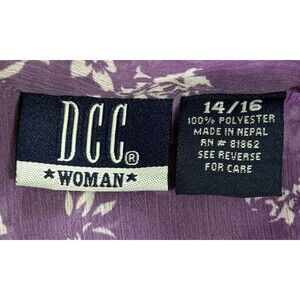 DCC®
★WOMAN★
14/16
100% POLYESTER
MADE IN NEPAL
RN # 81862
SEE REVERSE
FOR CARE